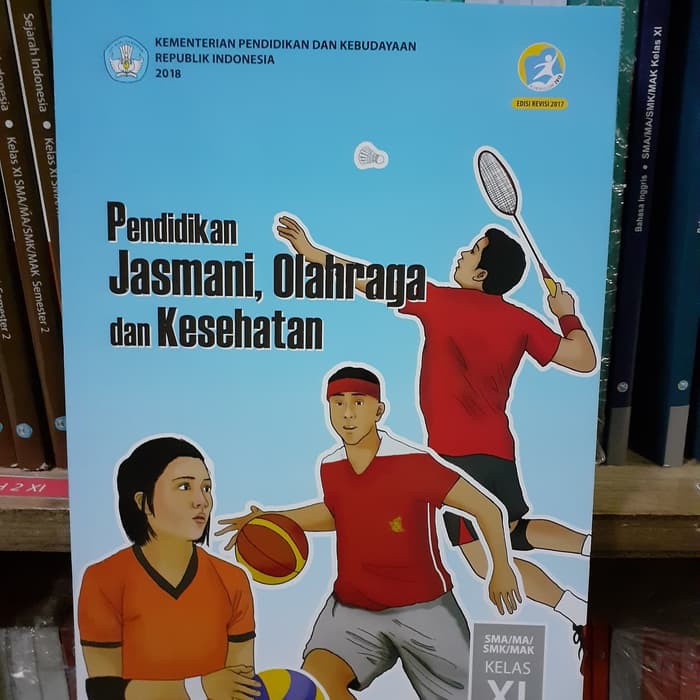 KEMENTERIAN PENDIDIKAN DAN KEBUDAYAAN
REPUBLIK INDONESIA
2018
EDISI REVISI 2017
Pendidikan
Jasmani, Olahraga
dan Kesehatan
SMA/MA/
SMK/MAK
KELAS
XI
Sejarah Indonesia
Kelas XI SMA/MA/SMK/MAK Semester 2
Bahasa Inggris • SMA/MA/SMK/MAK Kelas XI